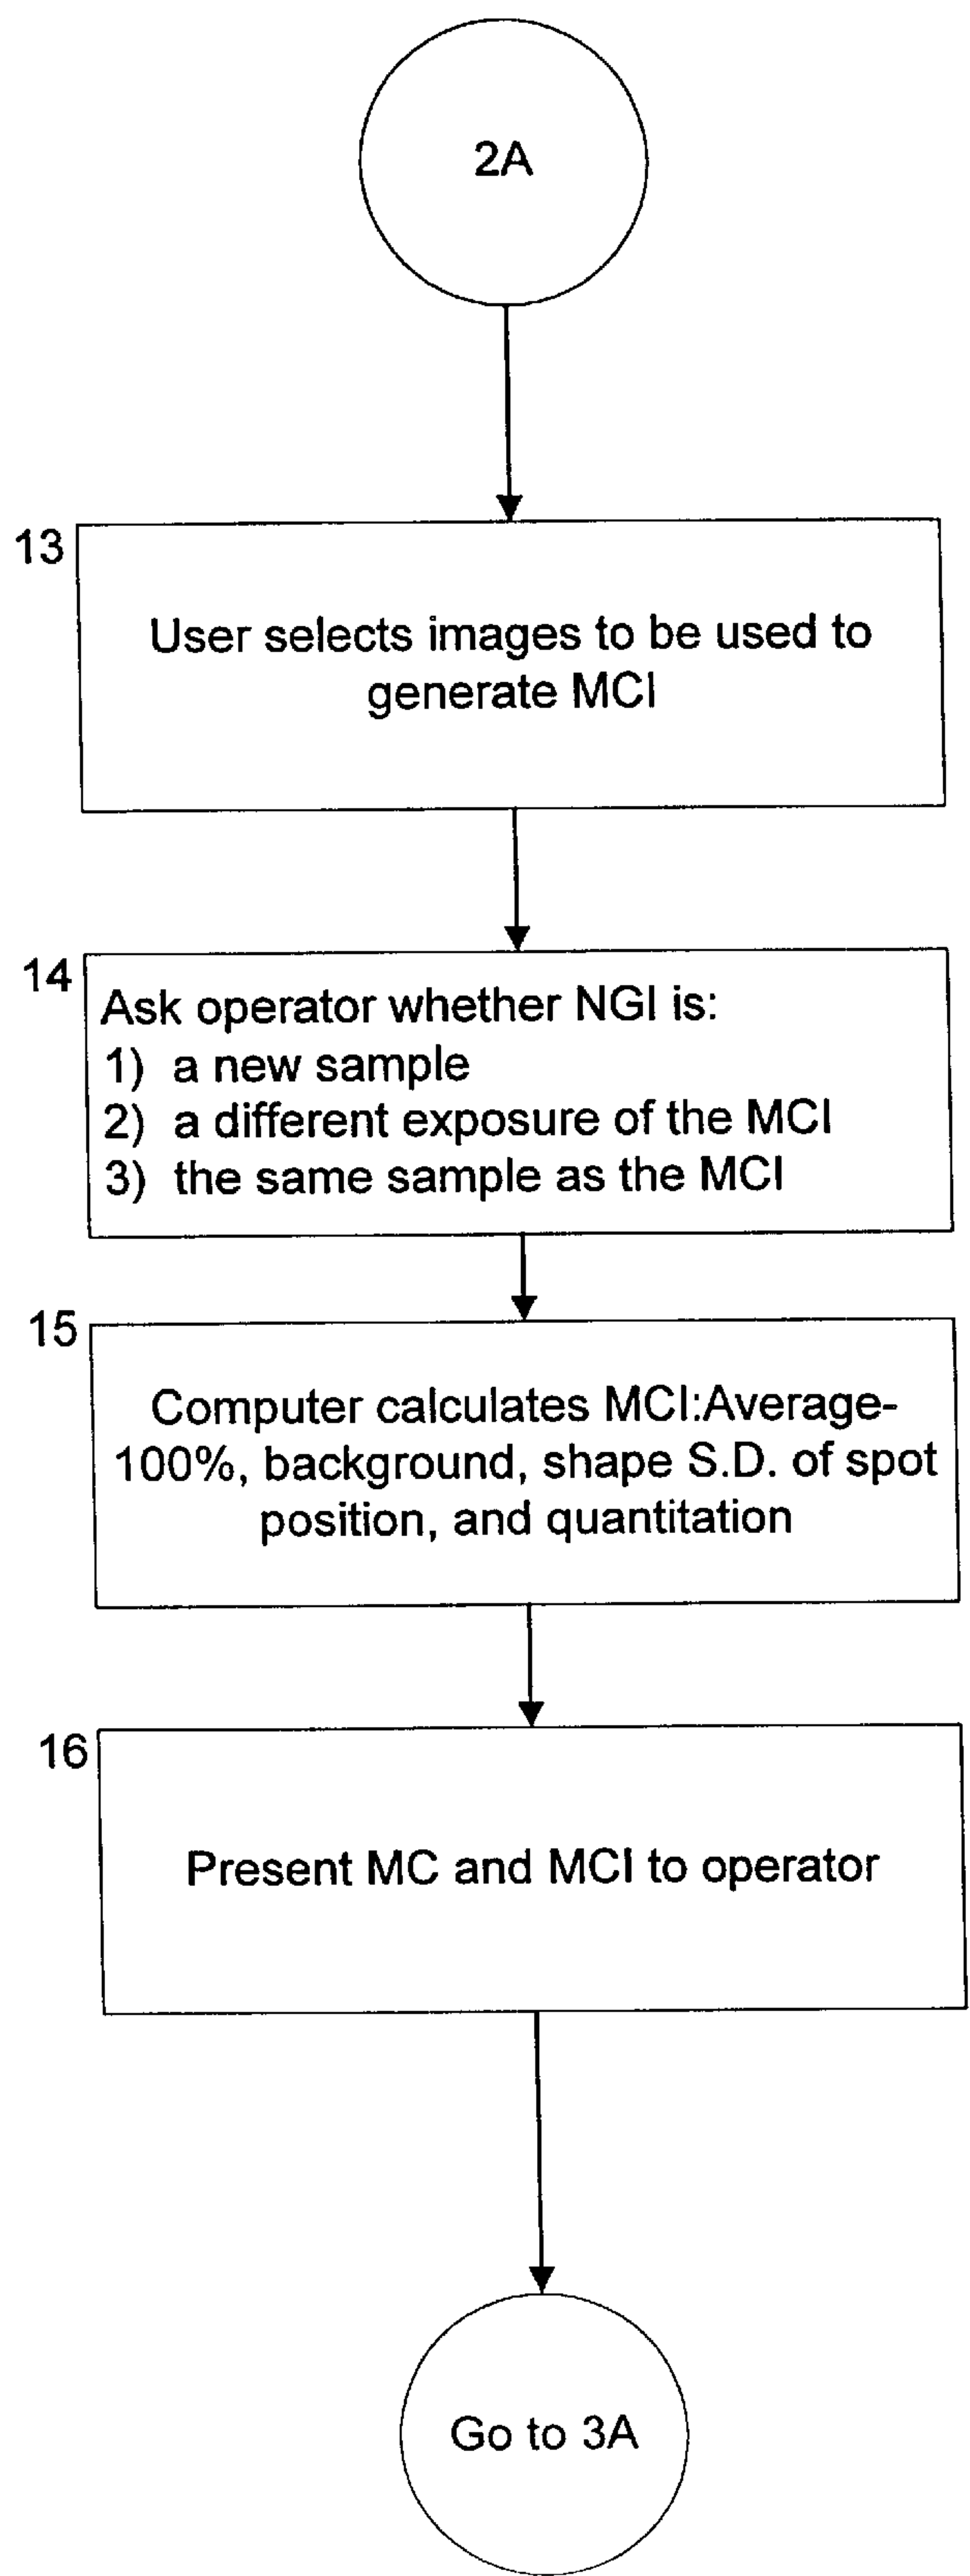 2A
13
User selects images to be used to
generate MCI
14
Ask operator whether NGI is:
1) a new sample
2) a different exposure of the MCI
3) the same sample as the MCI
15
Computer calculates MCI:Average-
100%, background, shape S.D. of spot
position, and quantitation
16
Present MC and MCI to operator
Go to 3A